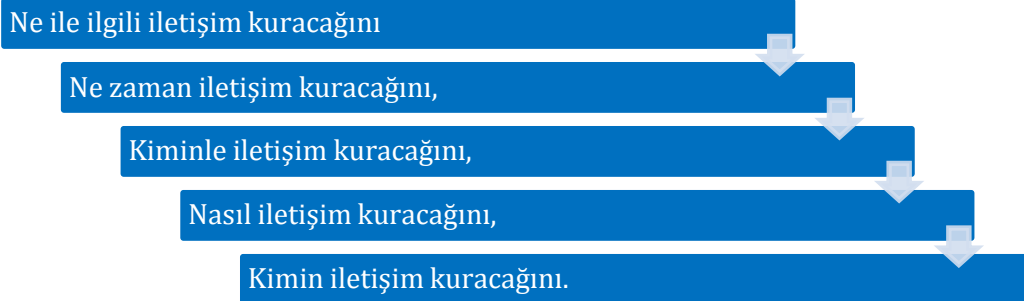 Ne ile ilgili iletişim kuracağını
Ne zaman iletişim kuracağını,
Kiminle iletişim kuracağını,
Nasıl iletişim kuracağını,
Kimin iletişim kuracağını.